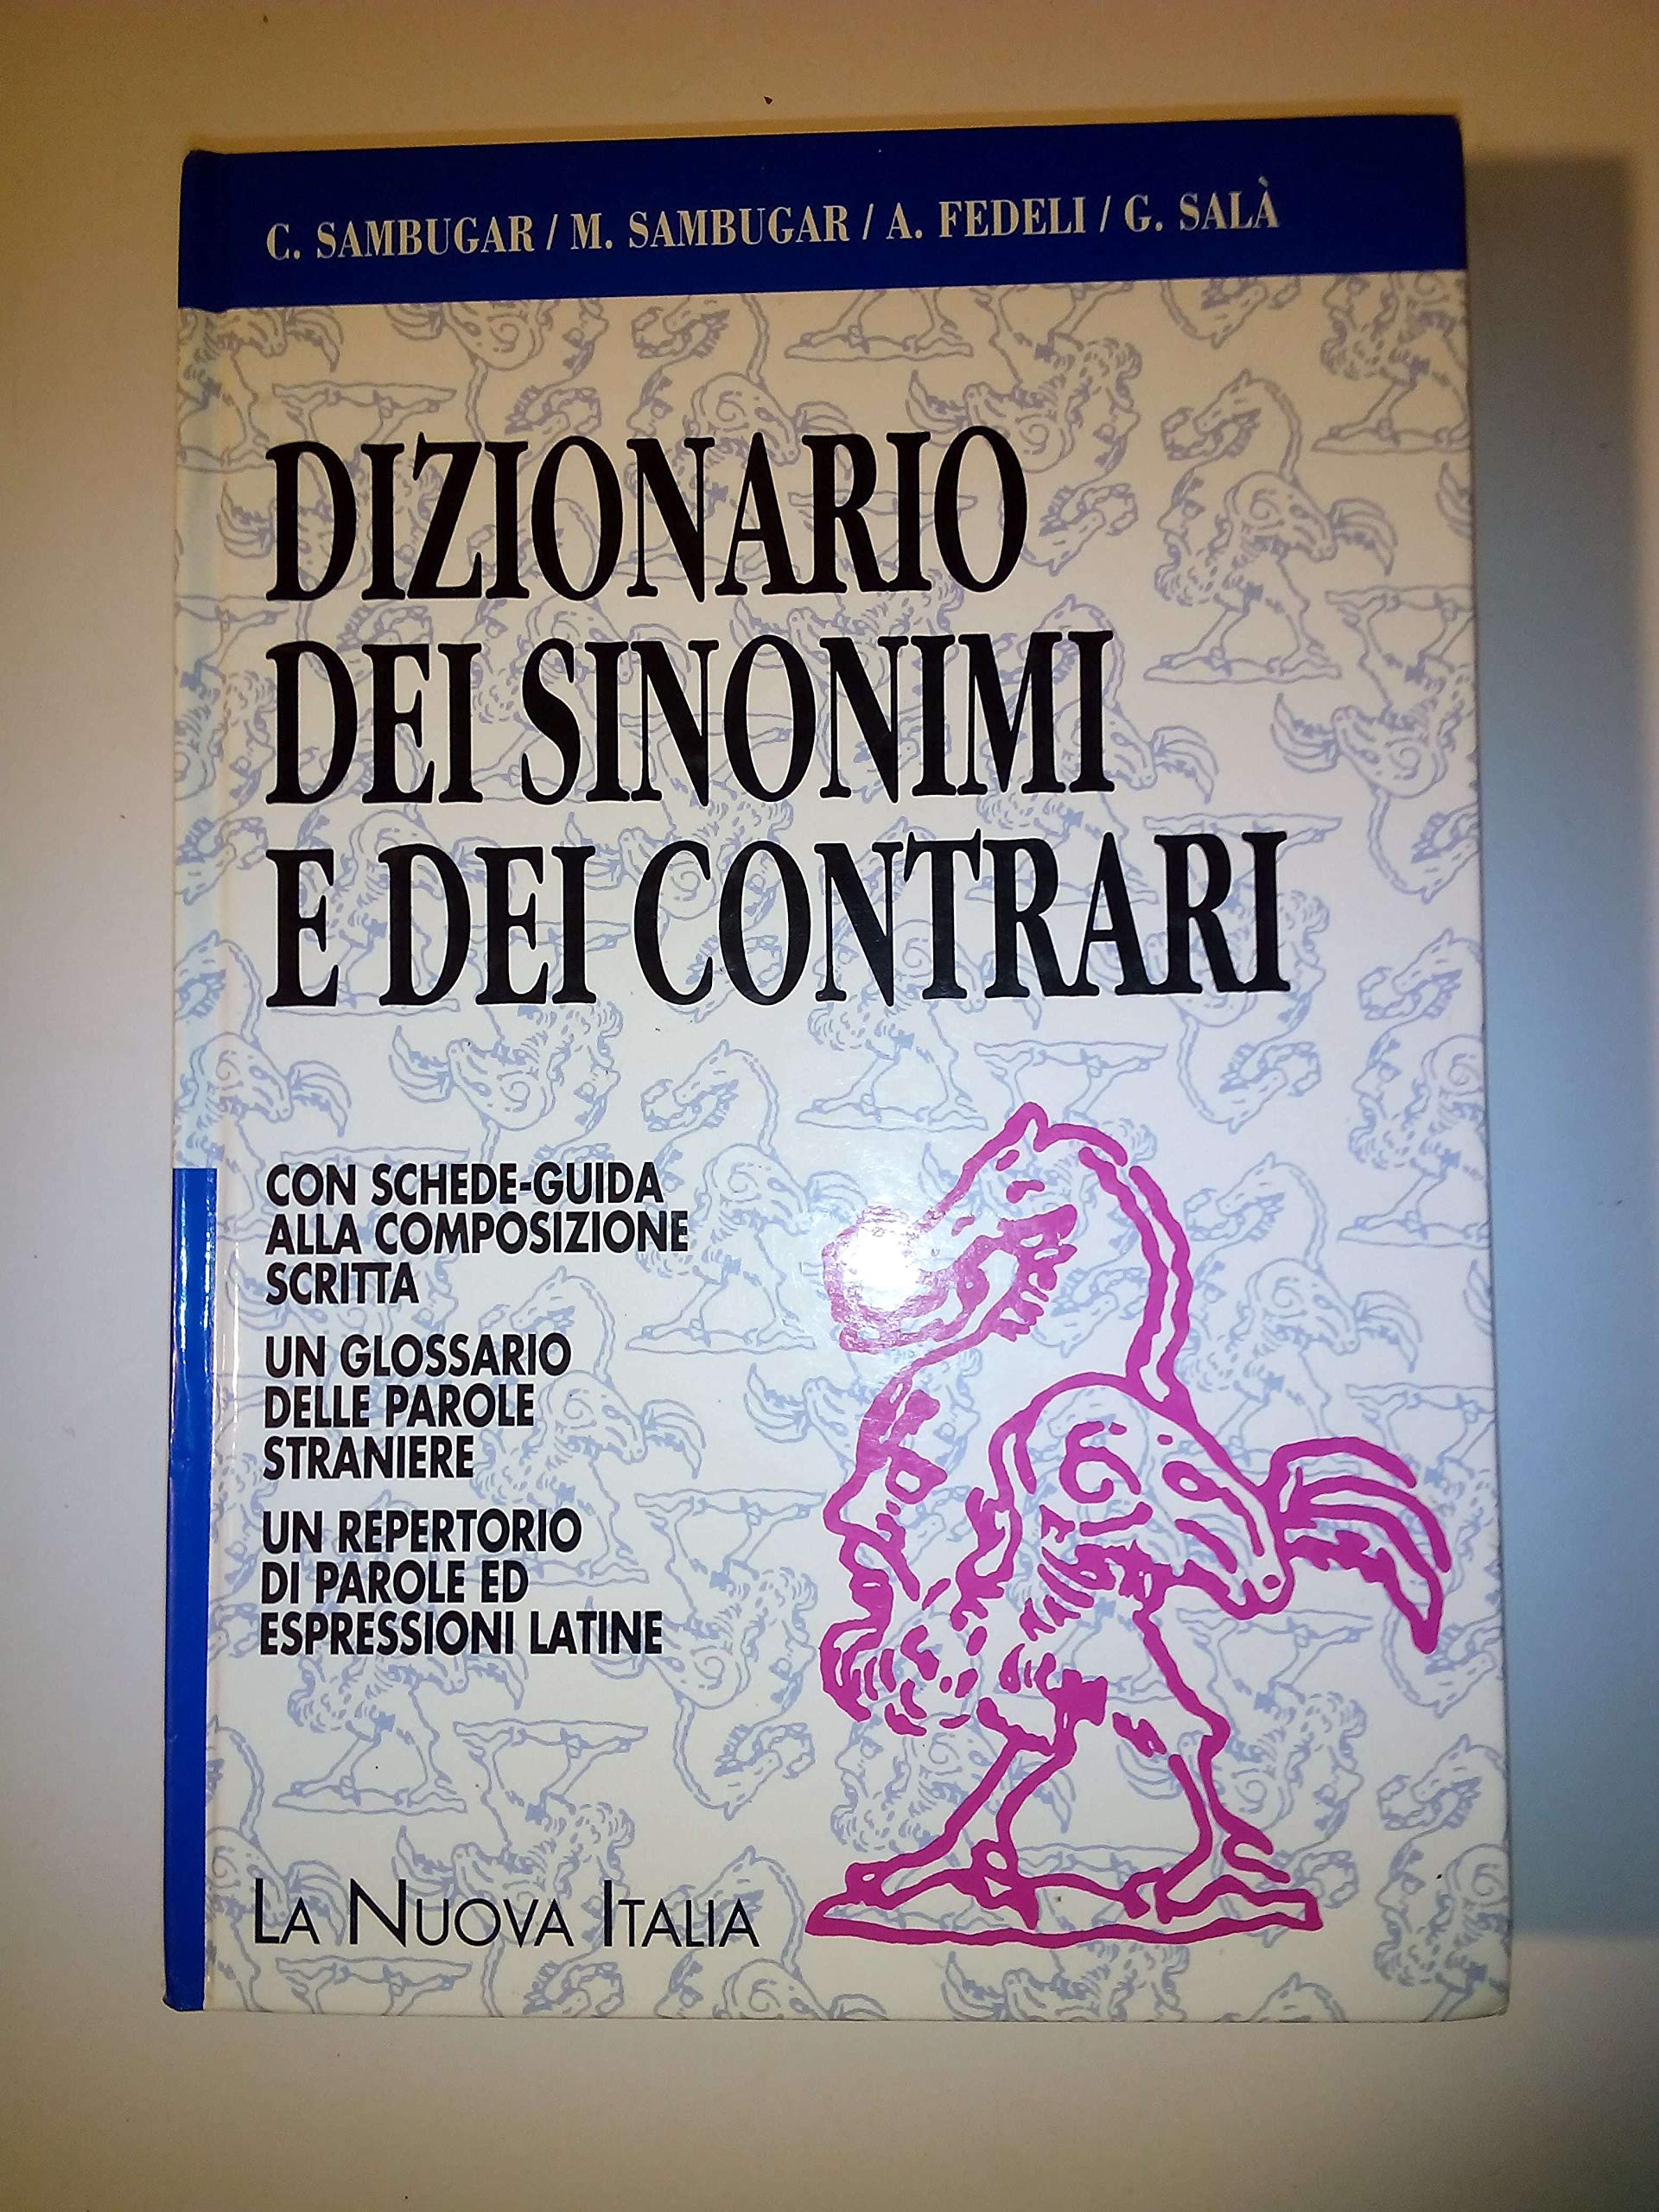 C. SAMBUGAR / M. SAMBUGAR / A. FEDELI / G. SALÀ
DIZIONARIO
DEI SINONIMI
E DEI CONTRARI
CON SCHEDE-GUIDA
ALLA COMPOSIZIONE
SCRITTA
UN GLOSSARIO
DELLE PAROLE
STRANIERE
UN REPERTORIO
DI PAROLE ED
ESPRESSIONI LATINE
LA NUOVA ITALIA